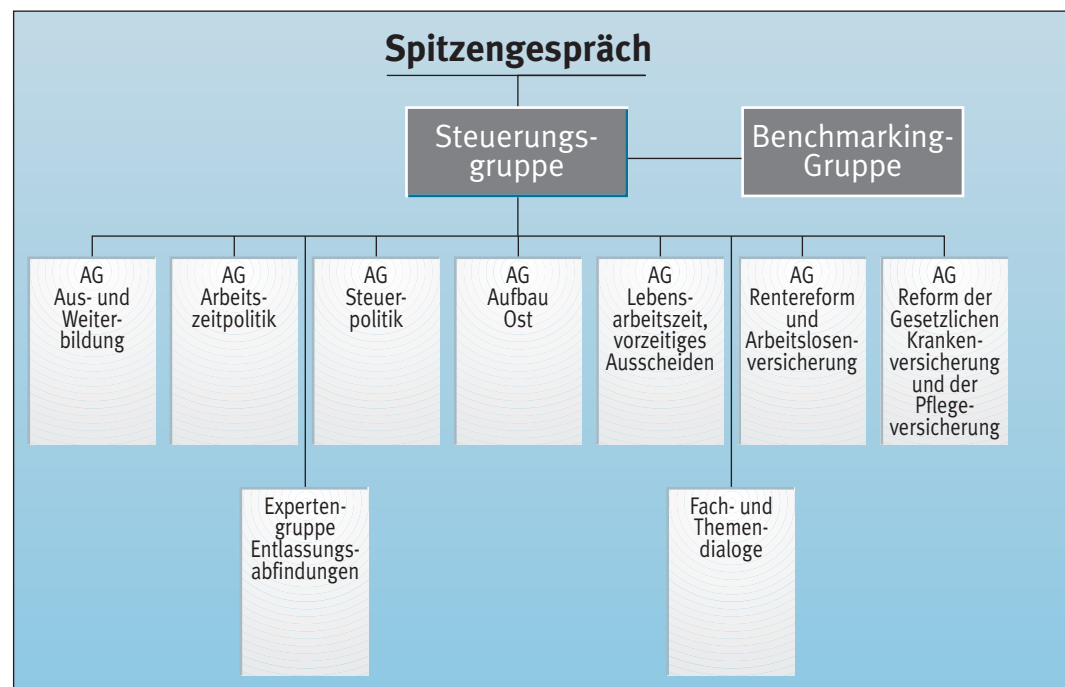 Spitzengespräch
Steuerungs-
gruppe
Benchmarking-
Gruppe
AG
Aus- und
Weiter-
bildung
AG
Arbeits-
zeitpolitik
AG
Steuer-
politik
AG
Aufbau
Ost
AG
Lebens-
arbeitszeit,
vorzeitiges
Ausscheiden
AG
Rentereform
und
Arbeitslosen-
versicherung
AG
Reform der
Gesetzlichen
Kranken-
versicherung
und der
Pflege-
versicherung
Experten-
gruppe
Entlassungs-
abfindungen
Fach- und
Themen-
dialoge